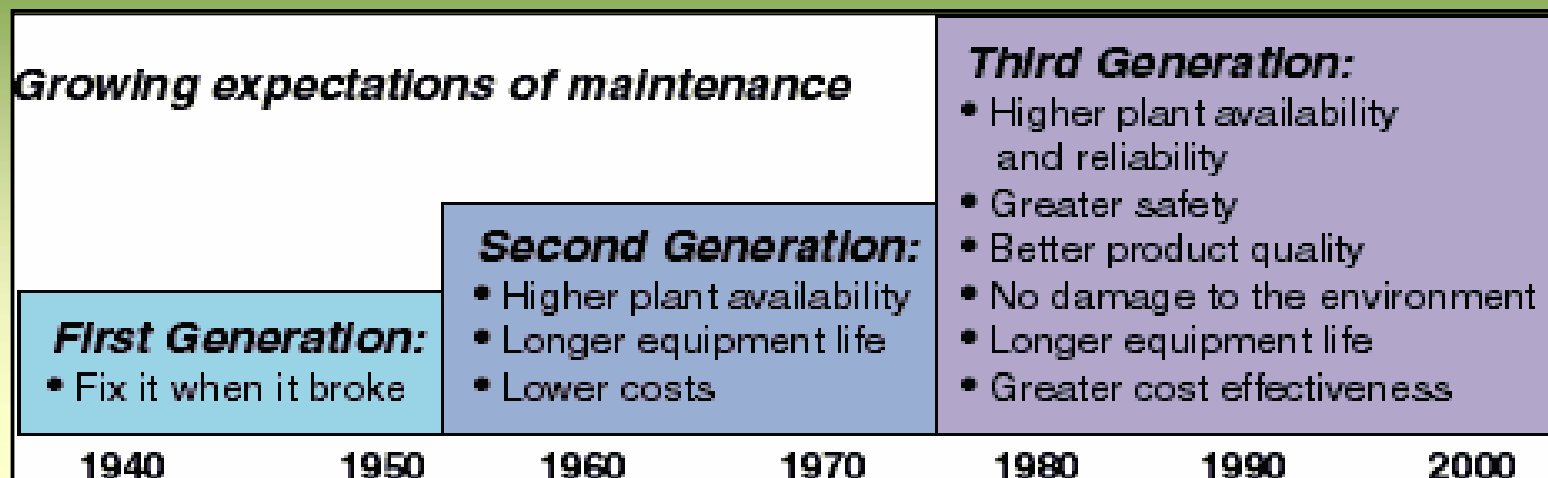 Growing expectations of maintenance
First Generation:
• Fix it when it broke
Second Generation:
• Higher plant availability
• Longer equipment life
• Lower costs
Third Generation:
• Higher plant availability
and reliability
• Greater safety
• Better product quality
• No damage to the environment
• Longer equipment life
• Greater cost effectiveness
1940 1950 1960 1970 1980 1990 2000